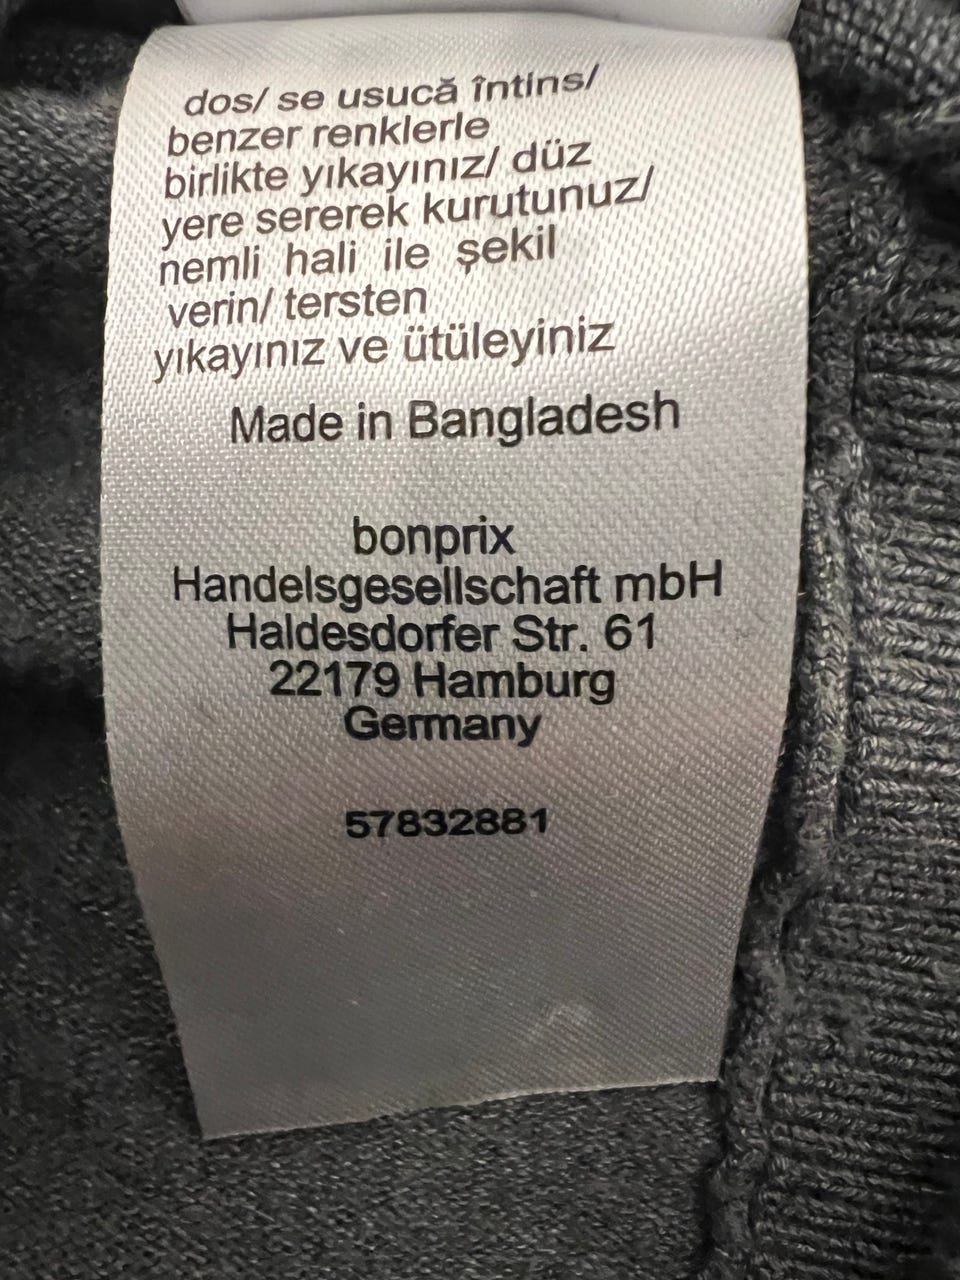 dos/ se usucă întins/
benzer renklerle
birlikte yıkayınız/ düz
yere sererek kurutunuz/
nemli hali ile şekil
verin/ tersten
yıkayınız ve ütüleyiniz
Made in Bangladesh
bonprix
Handelsgesellschaft mbH
Haldesdorfer Str. 61
22179 Hamburg
Germany
57832881